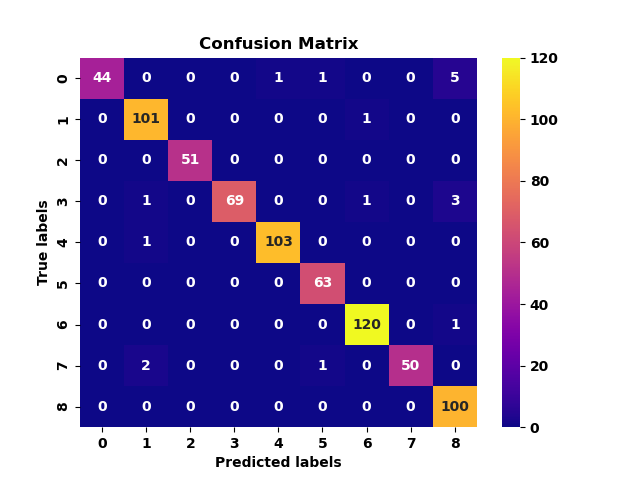 Confusion Matrix
0 44 0 0 0 1 1 0 0 5
1 0 101 0 0 0 0 1 0 0
2 0 0 51 0 0 0 0 0 0
3 0 1 0 69 0 0 1 0 3
4 0 1 0 0 103 0 0 0 0
5 0 0 0 0 0 63 0 0 0
6 0 0 0 0 0 0 120 0 1
7 0 2 0 0 0 1 0 50 0
8 0 0 0 0 0 0 0 0 100
0 1 2 3 4 5 6 7 8
Predicted labels
True labels
120
100
80
60
40
20
0